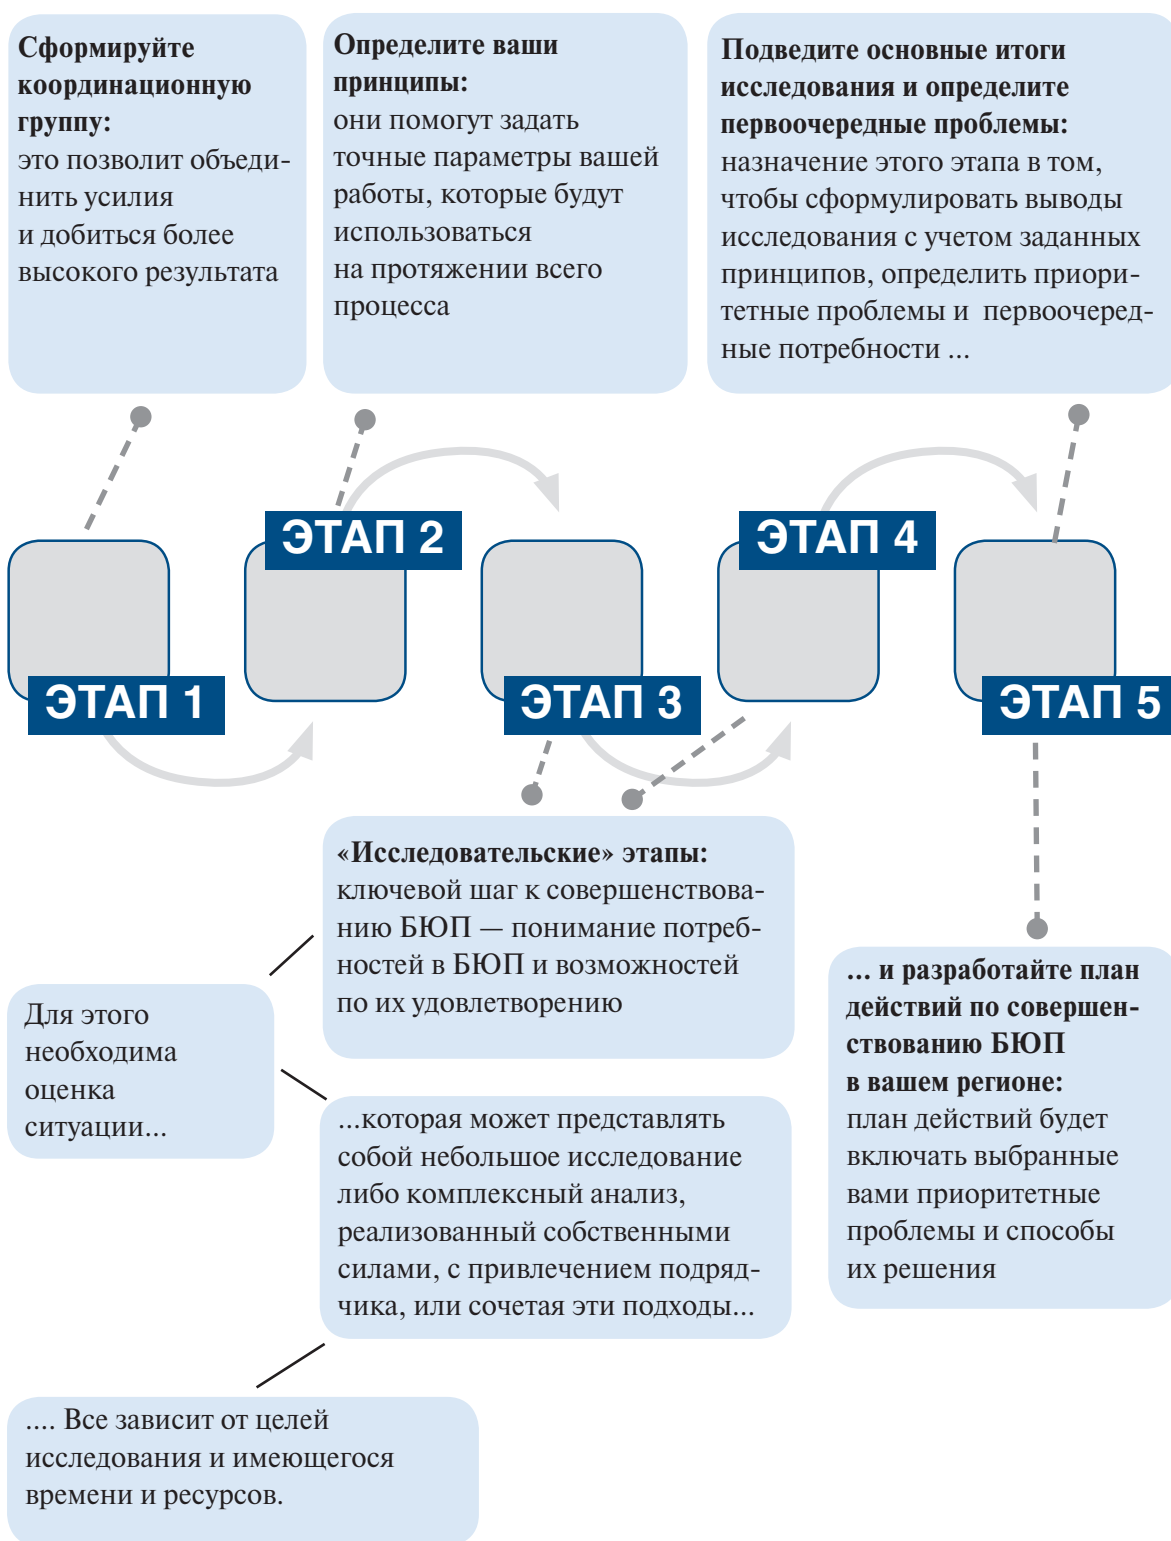 Сформируйте
координационную
группу:
это позволит объеди-
нить усилия
и добиться более
высокого результата
Определите ваши
принципы:
они помогут задать
точные параметры вашей
работы, которые будут
использоваться
на протяжении всего
процесса
Подведите основные итоги
исследования и определите
первоочередные проблемы:
назначение этого этапа в том,
чтобы сформулировать выводы
исследования с учетом заданных
принципов, определить приори-
тетные проблемы и первоочеред-
ные потребности ...
ЭТАП 1
ЭТАП 2
ЭТАП 3
ЭТАП 4
ЭТАП 5
«Исследовательские» этапы:
ключевой шаг к совершенствова-
нию БЮП — понимание потреб-
ностей в БЮП и возможностей
по их удовлетворению
Для этого
необходима
оценка
ситуации...
...которая может представлять
собой небольшое исследование
либо комплексный анализ,
реализованный собственными
силами, с привлечением подряд-
чика, или сочетая эти подходы...
.... Все зависит от целей
исследования и имеющегося
времени и ресурсов.
... и разработайте план
действий по совершен-
ствованию БЮП
в вашем регионе:
план действий будет
включать выбранные
вами приоритетные
проблемы и способы
их решения